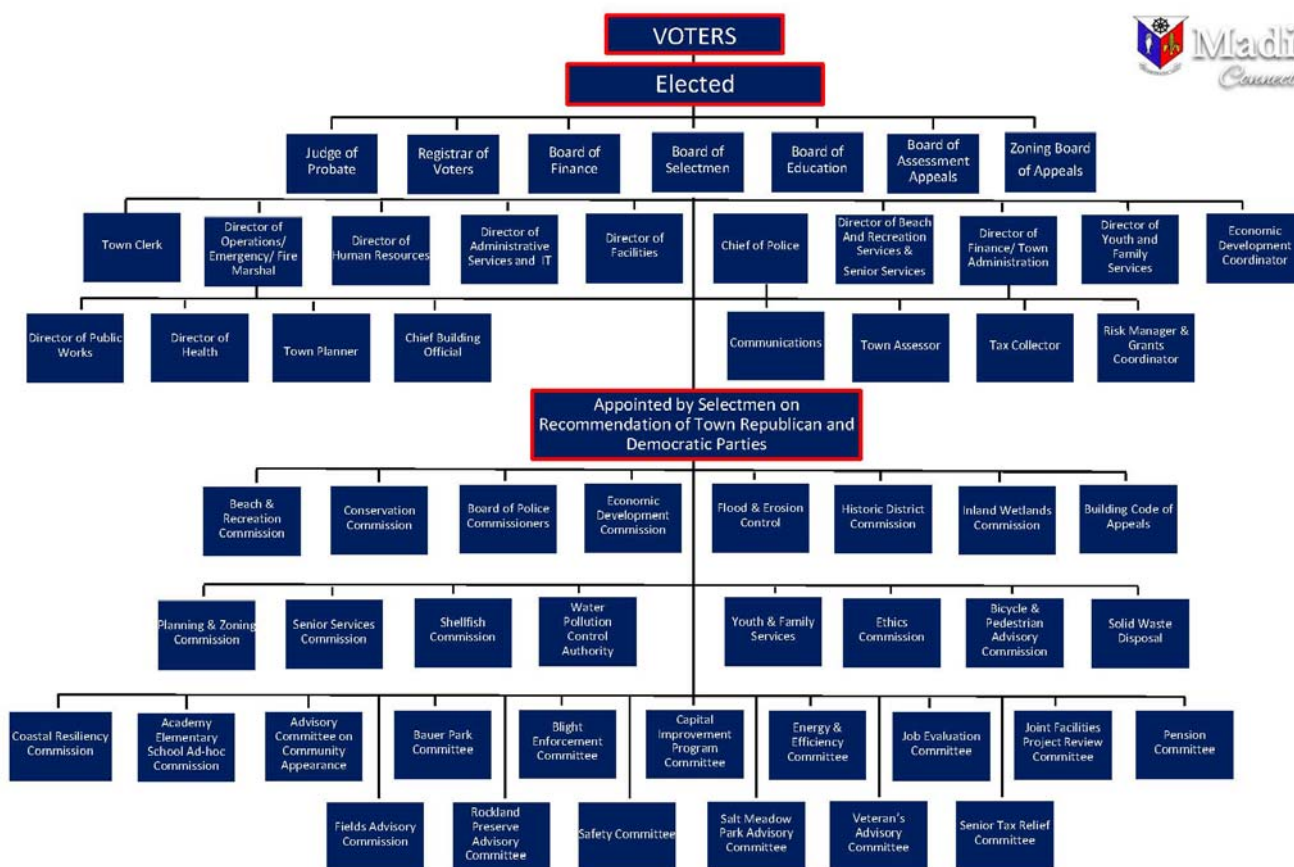 VOTERS
Madi
Connect
Elected
Judge of
Probate
Registrar of
Voters
Board of
Finance
Board of
Selectmen
Board of
Education
Board of
Assessment
Appeals
Zoning Board
of Appeals
Town Clerk
Director of
Operations/
Emergency/ Fire
Marshal
Director of
Human Resources
Director of
Administrative
Services and IT
Director of
Facilities
Chief of Police
Director of Beach
And Recreation
Services &
Senior Services
Director of
Finance/ Town
Administration
Director of
Youth and
Family
Services
Economic
Development
Coordinator
Director of Public
Works
Director of
Health
Town Planner
Chief Building
Official
Communications
Town Assessor
Tax Collector
Risk Manager &
Grants
Coordinator
Appointed by Selectmen on
Recommendation of Town Republican and
Democratic Parties
Beach &
Recreation
Commission
Conservation
Commission
Board of Police
Commissioners
Economic
Development
Commission
Flood & Erosion
Control
Historic District
Commission
Inland Wetlands
Commission
Building Code of
Appeals
Planning & Zoning
Commission
Senior Services
Commission
Shellfish
Commission
Water
Pollution
Control
Authority
Youth & Family
Services
Ethics
Commission
Bicycle &
Pedestrian
Advisory
Commission
Solid Waste
Disposal
Coastal Resiliency
Commission
Academy
Elementary
School Ad-hoc
Commission
Advisory
Committee on
Community
Appearance
Bauer Park
Committee
Blight
Enforcement
Committee
Capital
Improvement
Program
Committee
Energy &
Efficiency
Committee
Job Evaluation
Committee
Joint Facilities
Project Review
Committee
Pension
Committee
Fields Advisory
Commission
Rockland
Preserve
Advisory
Committee
Safety Committee
Salt Meadow
Park Advisory
Committee
Veteran's
Advisory
Committee
Senior Tax Relief
Committee